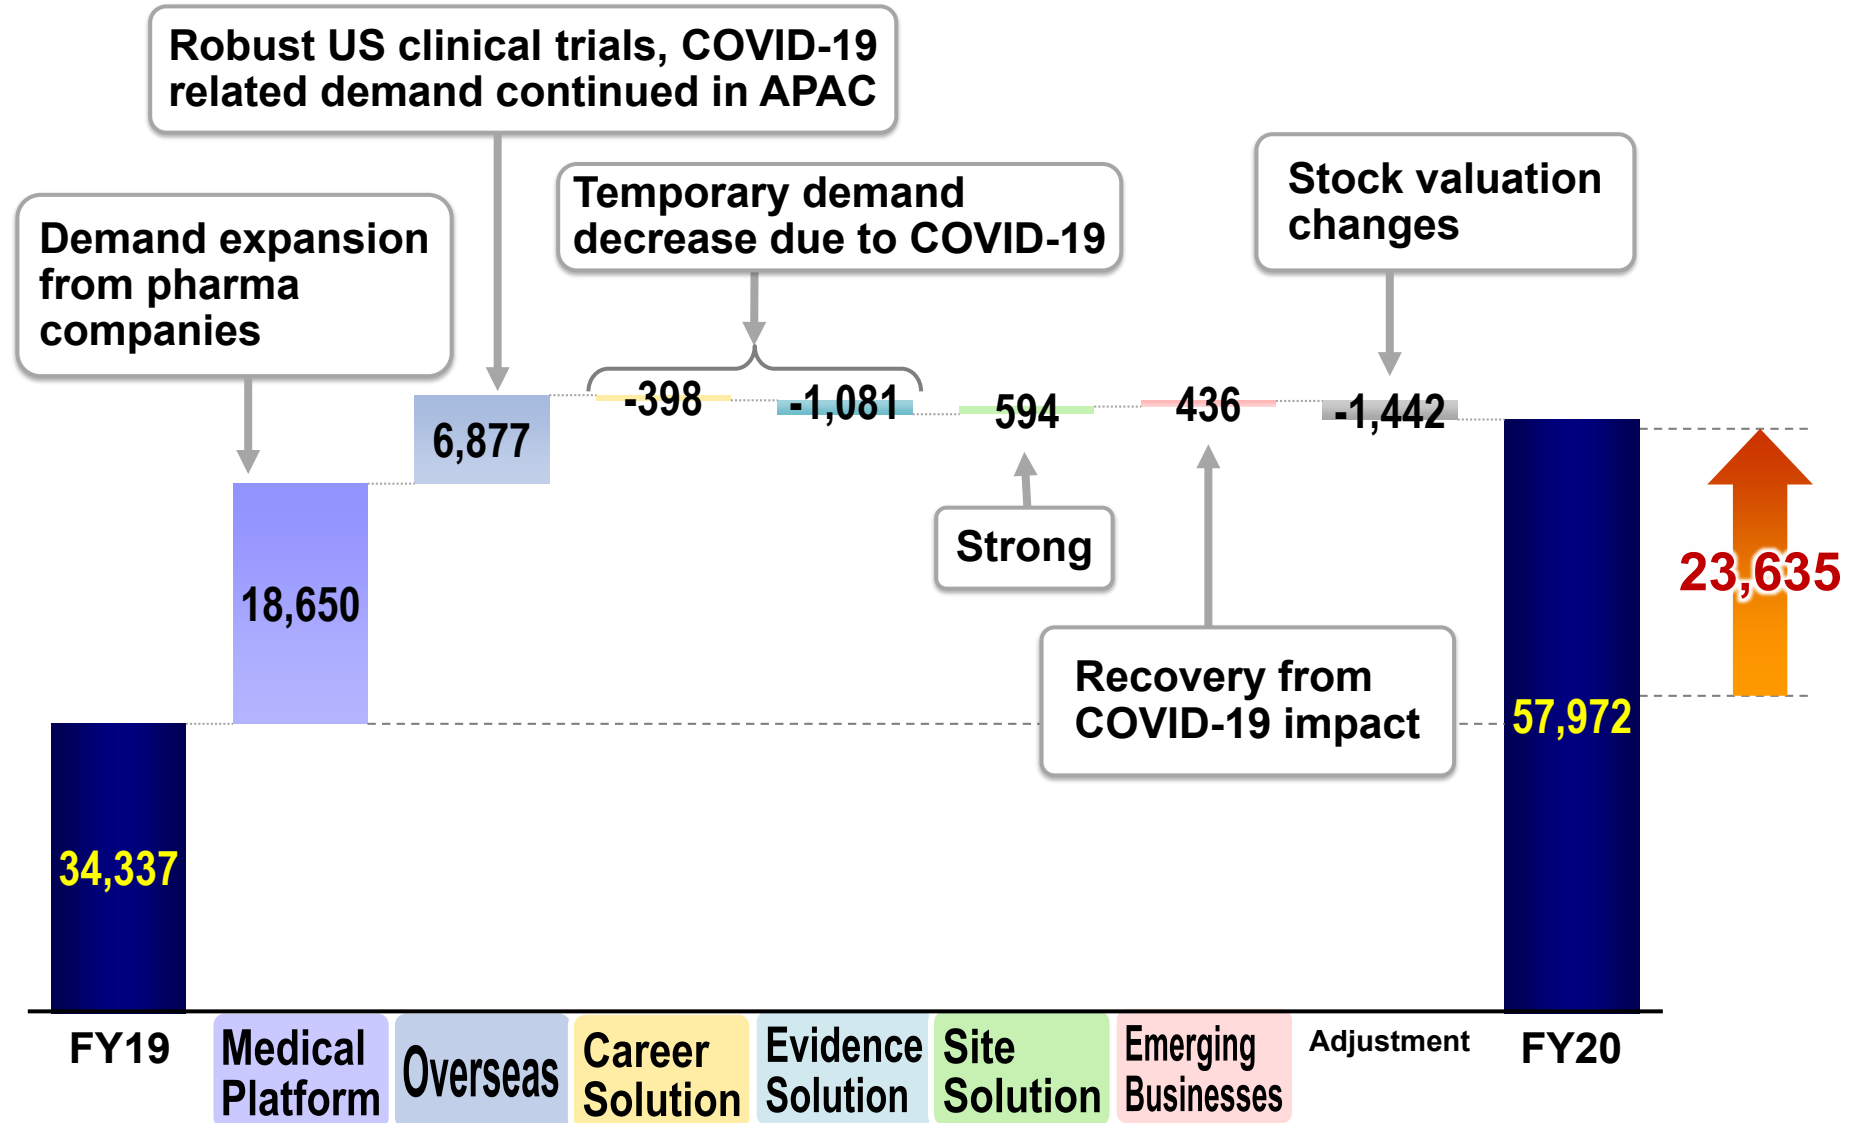 Robust US clinical trials, COVID-19
related demand continued in APAC
Temporary demand
decrease due to COVID-19
Stock valuation
changes
Demand expansion
from pharma
companies
-398
-1,081
594
436
-1,442
6,877
Strong
23,635
18,650
Recovery from
COVID-19 impact
57,972
34,337
FY19
Medical
Platform
Overseas
Career
Solution
Evidence
Solution
Site
Solution
Emerging
Businesses
Adjustment
FY20